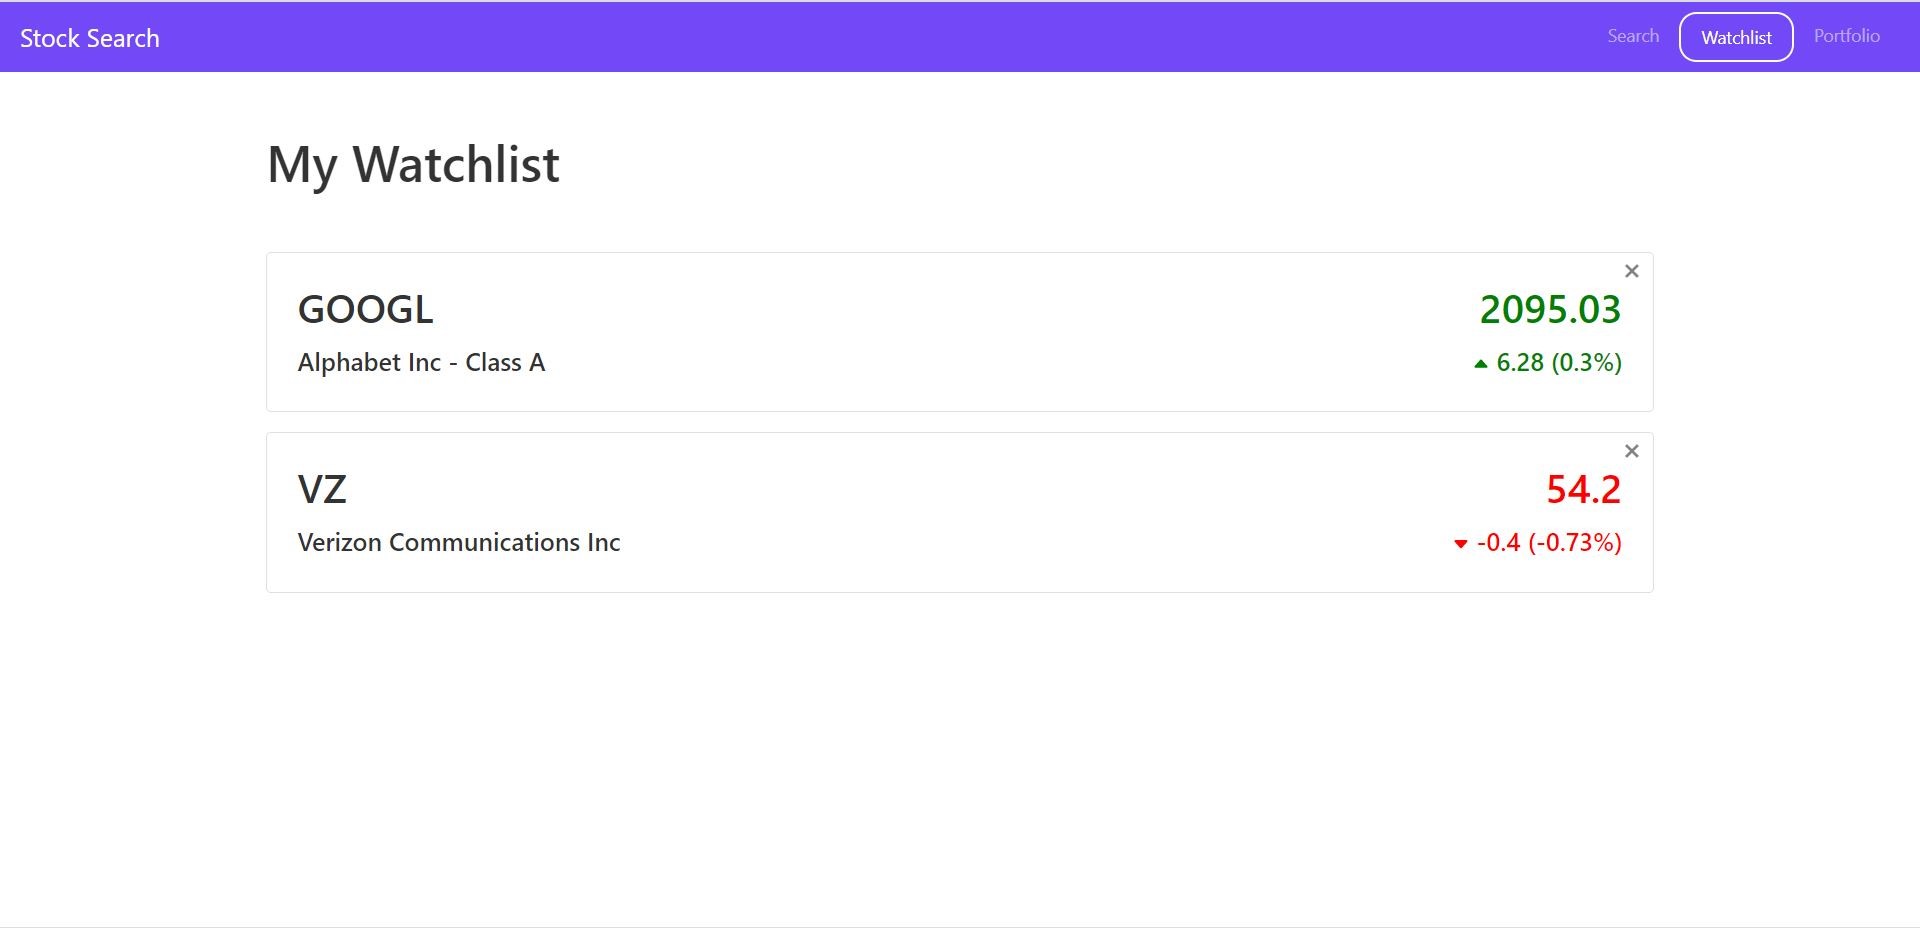 Stock Search
Search Watchlist Portfolio
My Watchlist
GOOGL
2095.03
Alphabet Inc - Class A
6.28 (0.3%)
VZ
54.2
Verizon Communications Inc
-0.4 (-0.73%)